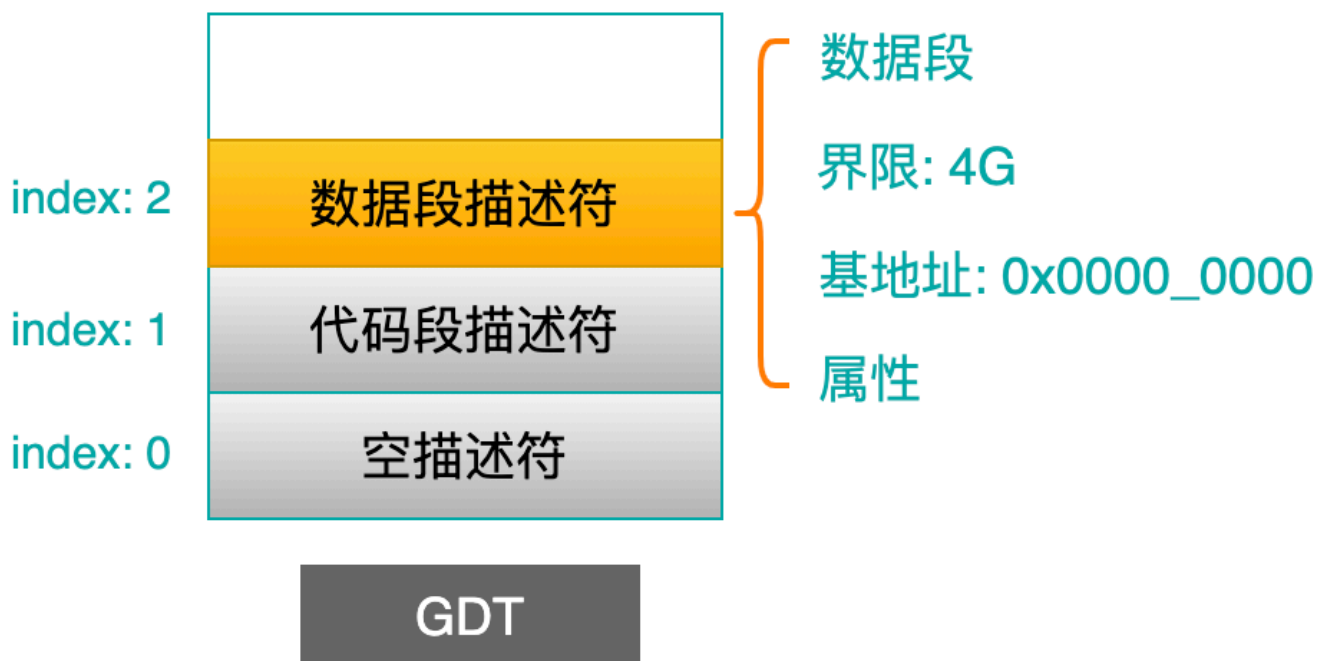 数据段
界限: 4G
index: 2
数据段描述符
基地址: 0x0000_0000
index: 1
代码段描述符
属性
index: 0
空描述符
GDT